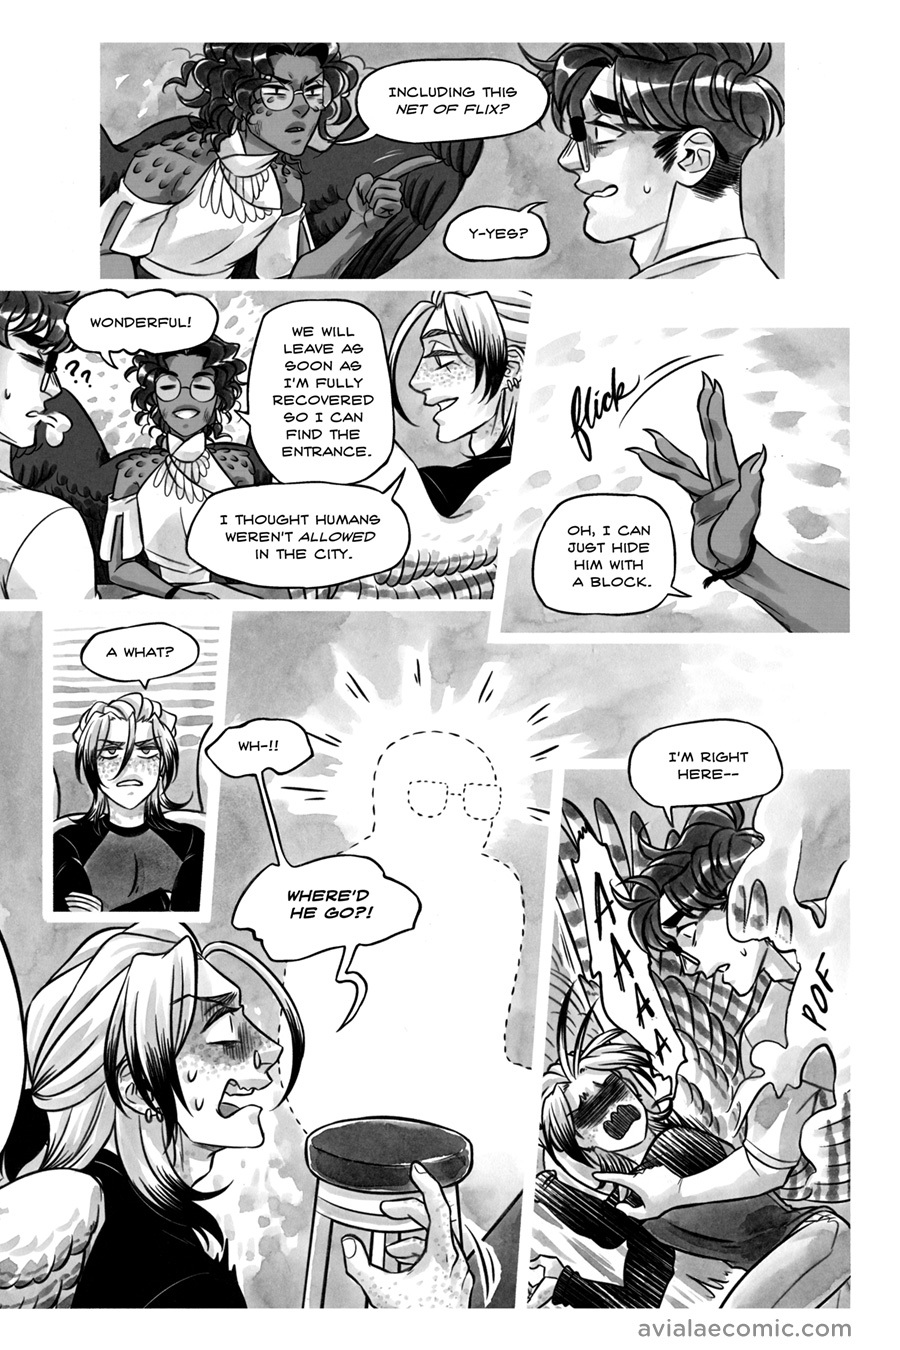 INCLUDING THIS
NET OF FLIX?
Y-YES?
WONDERFUL!
??
WE WILL
LEAVE AS
SOON AS
I'M FULLY
RECOVERED
SO I CAN
FIND THE
ENTRANCE.
I THOUGHT HUMANS
WEREN'T ALLOWED
IN THE CITY.
flick
OH, I CAN
JUST HIDE
HIM WITH
A BLOCK.
A WHAT?
WH-!!
WHERE'D
HE GO?!
I'M RIGHT
HERE--
AAAAA
POF
avialaecomic.com